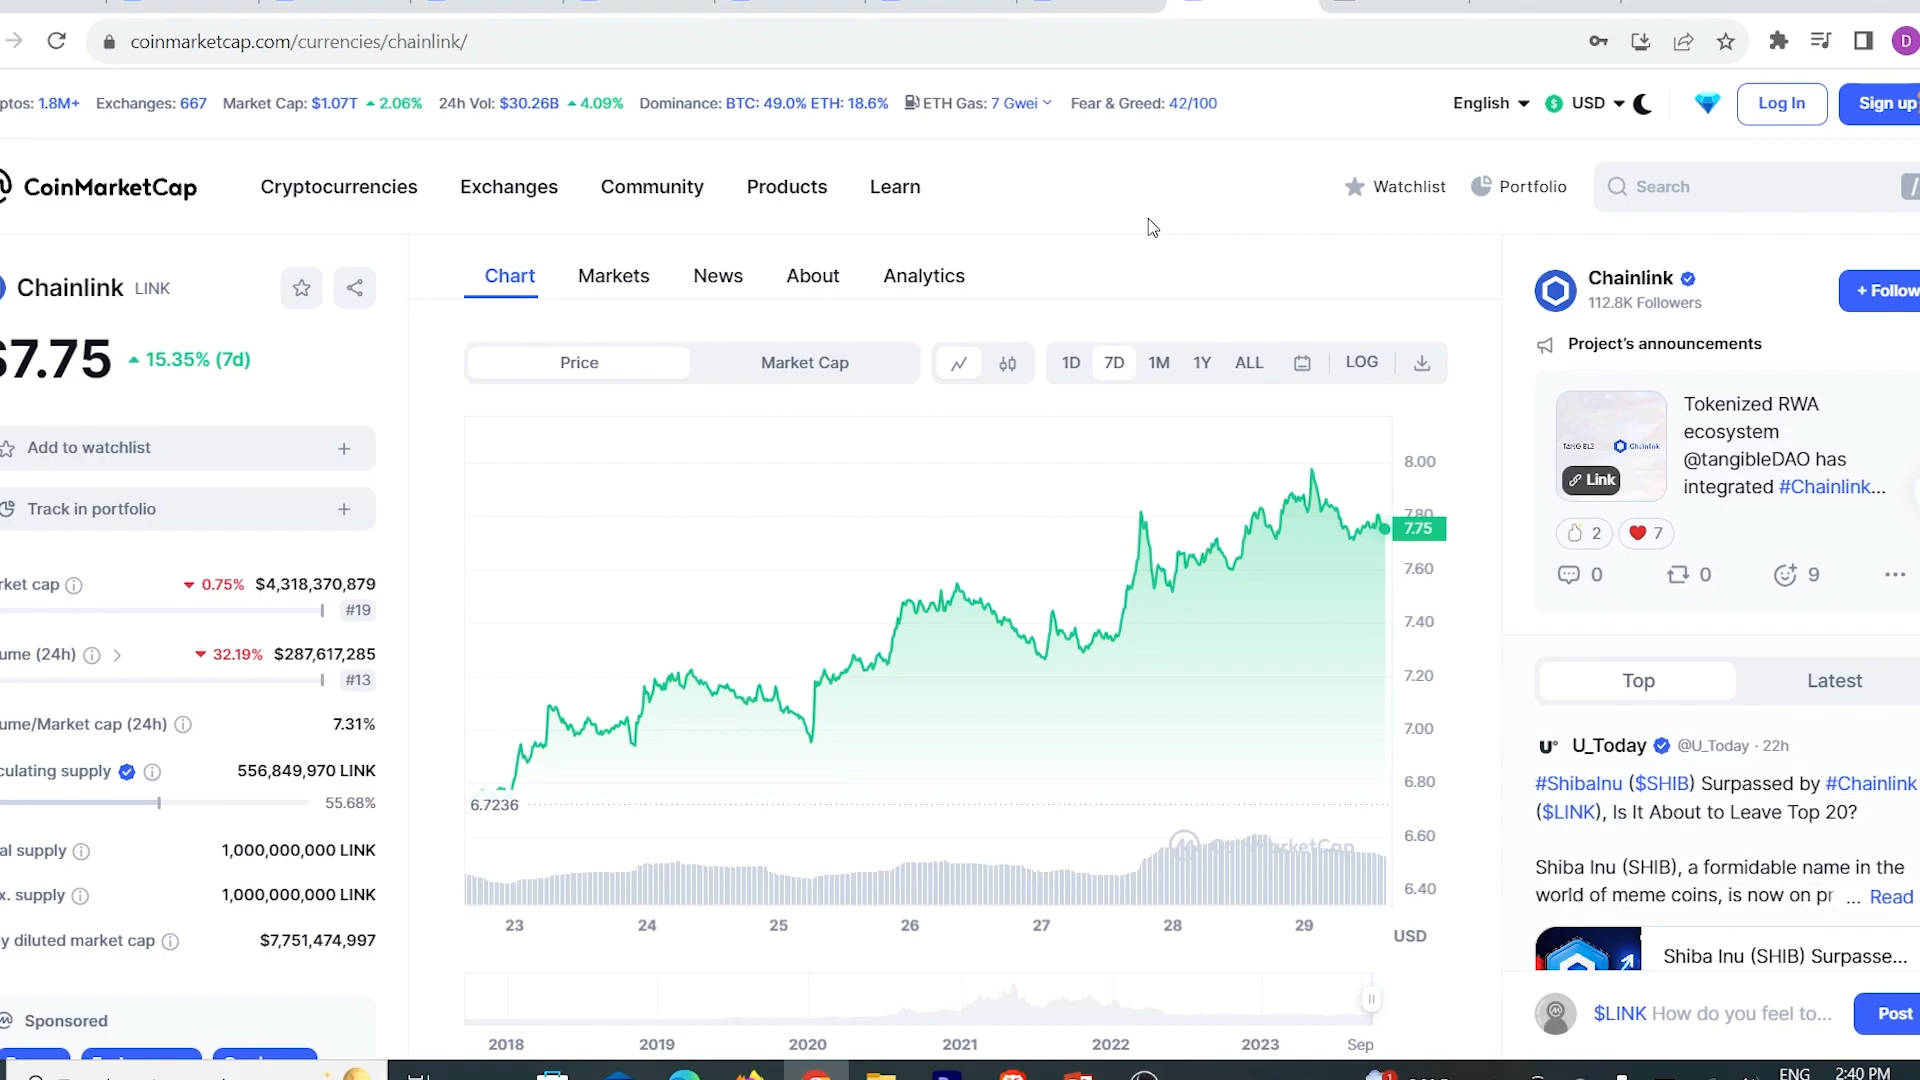 coinmarketcap.com/currencies/chainlink/
D
ptos: 1.8M+ Exchanges: 667 Market Cap: $1.07T 2.06% 24h Vol: $30.26B 4.09% Dominance: BTC: 49.0% ETH: 18.6% ETH Gas: 7 Gwei Fear & Greed: 42/100
English USD Log In Sign up
CoinMarketCap Cryptocurrencies Exchanges Community Products Learn Watchlist Portfolio Search /
Chainlink LINK
$7.75 15.35% (7d)
Add to watchlist +
Track in portfolio +
rket cap 0.75% $4,318,370,879
#19
ume (24h) 32.19% $287,617,285
#13
ume/Market cap (24h) 7.31%
culating supply 556,849,970 LINK
55.68%
al supply 1,000,000,000 LINK
x. supply 1,000,000,000 LINK
y diluted market cap $7,751,474,997
Sponsored
Chart Markets News About Analytics
Price Market Cap 1D 7D 1M 1Y ALL LOG
8.00
7.80
7.75
7.60
7.40
7.20
7.00
6.80
6.7236
6.60
6.40
CoinMarketCap
23 24 25 26 27 28 29
USD
2018 2019 2020 2021 2022 2023 Sep
Chainlink
112.8K Followers
+ Follow
Project's announcements
Tokenized RWA
ecosystem
@tangibleDAO has
integrated #Chainlink...
Chainlink
Link
2 7
0 0 9
Top Latest
U_Today @U_Today · 22h
#ShibaInu ($SHIB) Surpassed by #Chainlink
($LINK), Is It About to Leave Top 20?
Shiba Inu (SHIB), a formidable name in the
world of meme coins, is now on pr ... Read
Shiba Inu (SHIB) Surpasse...
$LINK How do you feel to... Post
ENG 2:40 PM